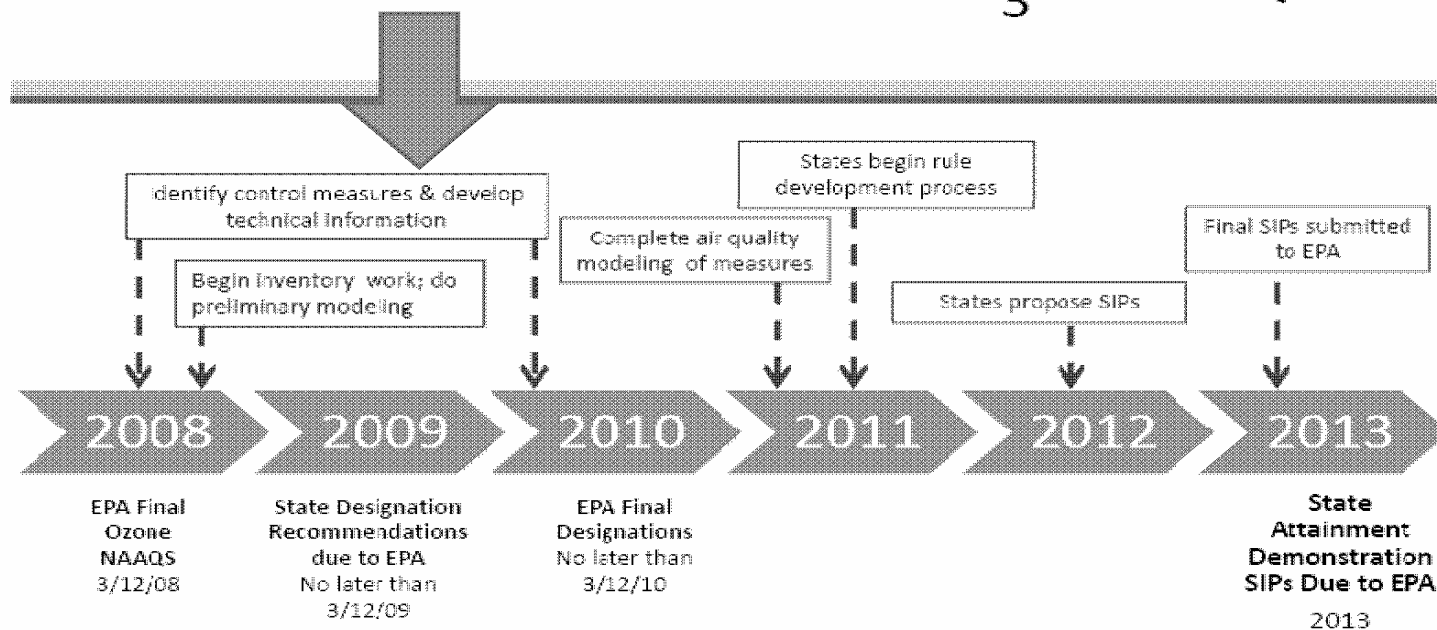 3
Identify control measures & develop
technical information
Begin inventory work; do
preliminary modeling
Complete air quality
modeling of measures
States begin rule
development process
States propose SIPs
Final SIPs submitted
to EPA
2008
2009
2010
2011
2012
2013
EPA Final
Ozone
NAAQS
3/12/08
State Designation
Recommendations
due to EPA
No later than
3/12/09
EPA Final
Designations
No later than
3/12/10
State
Attainment
Demonstration
SIPs Due to EPA
2013